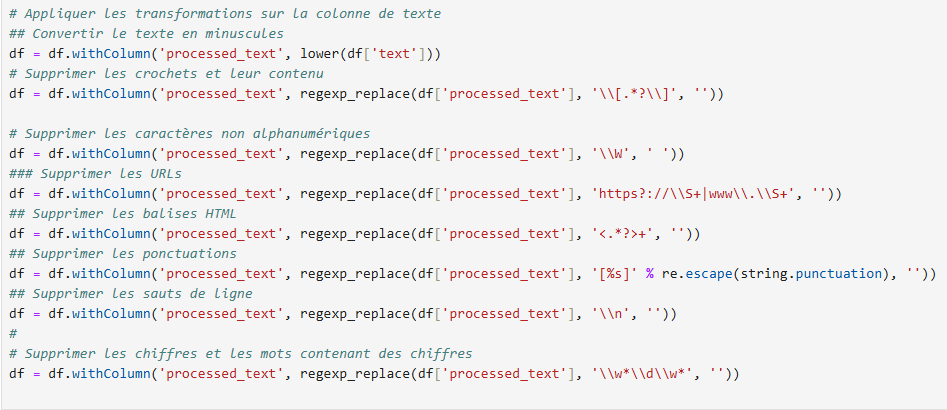 # Appliquer les transformations sur la colonne de texte
## Convertir le texte en minuscules
df = df.withColumn('processed_text', lower(df['text']))
# Supprimer les crochets et leur contenu
df = df.withColumn('processed_text', regexp_replace(df['processed_text'], '\\[.*?\\]', ''))
# Supprimer les caractères non alphanumériques
df = df.withColumn('processed_text', regexp_replace(df['processed_text'], '\\W', ' '))
### Supprimer les URLs
df = df.withColumn('processed_text', regexp_replace(df['processed_text'], 'https?://\\S+|www\\.\\S+', ''))
## Supprimer les balises HTML
df = df.withColumn('processed_text', regexp_replace(df['processed_text'], '<.*?>+', ''))
## Supprimer les ponctuations
df = df.withColumn('processed_text', regexp_replace(df['processed_text'], '[%s]' % re.escape(string.punctuation), ''))
## Supprimer les sauts de ligne
df = df.withColumn('processed_text', regexp_replace(df['processed_text'], '\\n', ''))
#
# Supprimer les chiffres et les mots contenant des chiffres
df = df.withColumn('processed_text', regexp_replace(df['processed_text'], '\\w*\\d\\w*', ''))